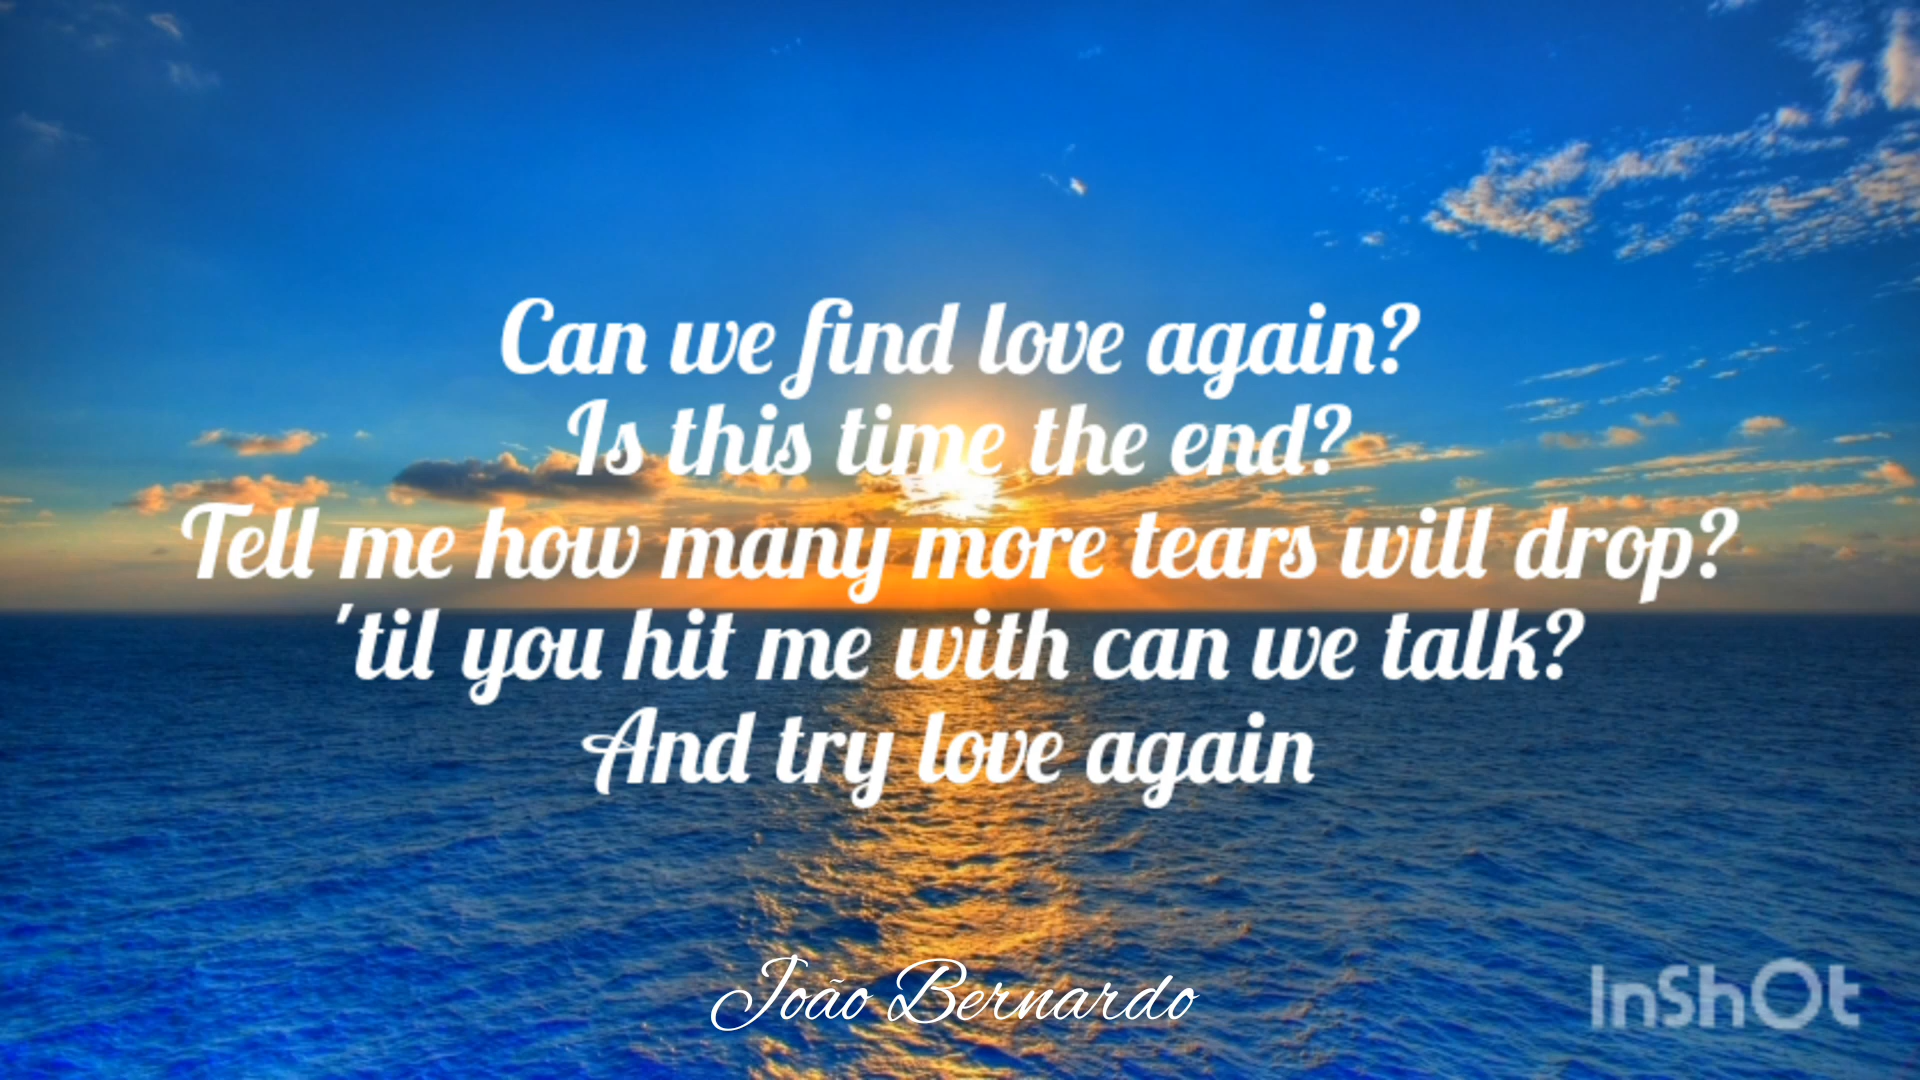 Can we find love again?
Is this time the end?
Tell me how many more tears will drop?
'til you hit me with can we talk?
And try love again
João Bernardo
InShOt